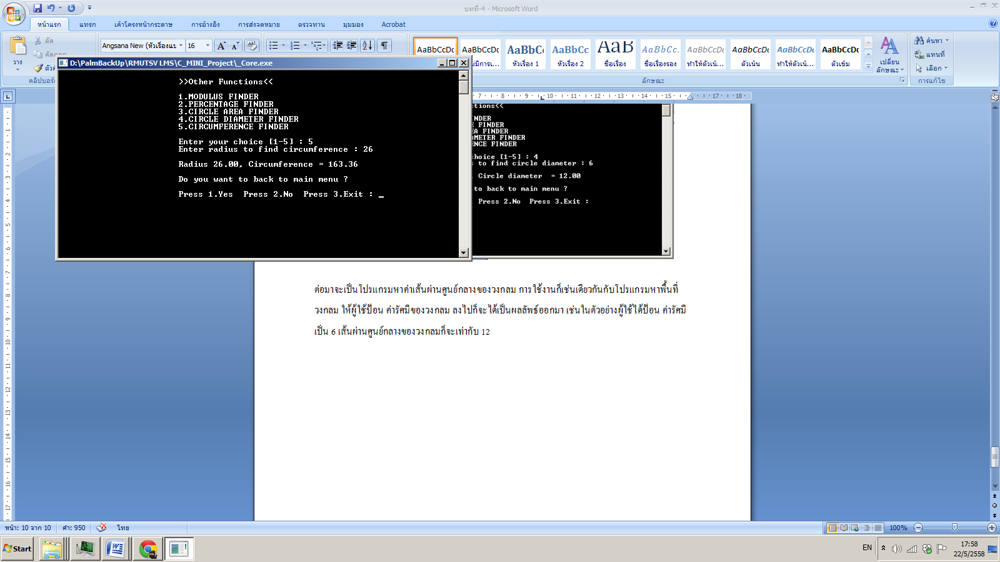 บทที่-4 - Microsoft Word
หน้าแรก แทรก เค้าโครงหน้ากระดาษ การอ้างอิง การส่งจดหมาย ตรวจทาน มุมมอง Acrobat
วาง
ตัด
คัดลอก
Angsana New (หัวเรื่องแบ 16
AaBbCcDc AaBbCcDc AaBbC AaBbCc AaBbC AaBbCc. AaBbCcDc AaBbCcDc AaBbCcDc AaBbCcDc
หัวเรื่อง 1 หัวเรื่อง 2 ชื่อเรื่อง ชื่อเรื่องรอง ทำให้ตัวเน้... ตัวเน้น ทำให้ตัวเน้... ตัวเข้ม
เปลี่ยน
ลักษณะ
ค้นหา
แทนที่
เลือก
ลักษณะ การแก้ไข
D:\PalmBackUp\RMUTSV LMS\C_MINI_Project\_Core.exe
>>Other Functions<<
1.MODULUS FINDER
2.PERCENTAGE FINDER
3.CIRCLE AREA FINDER
4.CIRCLE DIAMETER FINDER
5.CIRCUMFERENCE FINDER
Enter your choice [1-5] : 5
Enter radius to find circumference : 26
Radius 26.00, Circumference = 163.36
Do you want to back to main menu ?
Press 1.Yes Press 2.No Press 3.Exit : _
7 8 9 10 11 12 13 14 15 17 18
ctions<<
NDER
E FINDER
EA FINDER
AMETER FINDER
ENCE FINDER
choice [1-5] : 4
s to find circle diameter : 6
Circle diameter = 12.00
to back to main menu ?
Press 2.No Press 3.Exit :
ต่อมาจะเป็นโปรแกรมหาค่าเส้นผ่านศูนย์กลางของวงกลม การใช้งานก็เช่นเดียวกันกับโปรแกรมหาพื้นที่
วงกลม ให้ผู้ใช้ป้อน ค่ารัศมีของวงกลม ลงไปก็จะได้เป็นผลลัพธ์ออกมา เช่นในตัวอย่างผู้ใช้ได้ป้อน ค่ารัศมี
เป็น 6 เส้นผ่านศูนย์กลางของวงกลมก็จะเท่ากับ 12
หน้า: 10 จาก 10 คำ: 950 ไทย 100%
Start EN 17:58
22/5/2558